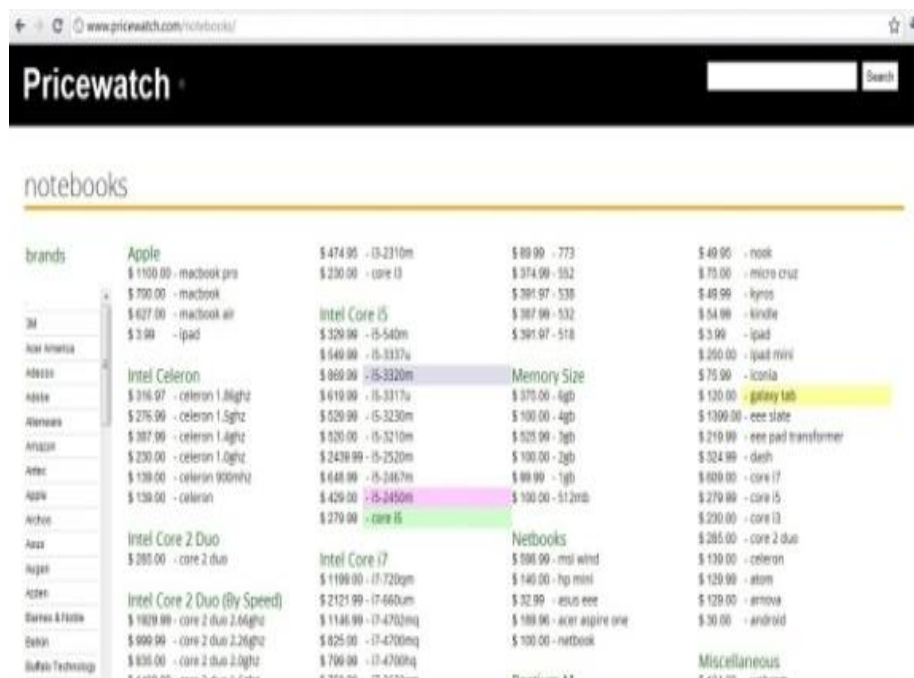 www.pricewatch.com/notebooks/
Pricewatch
Search
notebooks
brands
3M
Acer America
Adesso
Adobe
Alienware
Amazon
Antec
Apple
Archos
Asus
Augen
Azpen
Barnes & Noble
Belkin
Buffalo Technology
Apple
$ 1100.00 - macbook pro
$ 700.00 - macbook
$ 627.00 - macbook air
$ 3.99 - ipad
Intel Celeron
$ 316.97 - celeron 1.86ghz
$ 276.99 - celeron 1.5ghz
$ 387.99 - celeron 1.4ghz
$ 230.00 - celeron 1.0ghz
$ 139.00 - celeron 900mhz
$ 139.00 - celeron
Intel Core 2 Duo
$ 285.00 - core 2 duo
Intel Core 2 Duo (By Speed)
$ 1929.99 - core 2 duo 2.66ghz
$ 999.99 - core 2 duo 2.26ghz
$ 835.00 - core 2 duo 2.0ghz
$ 474.95 - i3-2310m
$ 230.00 - core i3
Intel Core i5
$ 329.99 - i5-540m
$ 549.99 - i5-3337u
$ 869.99 - i5-3320m
$ 619.99 - i5-3317u
$ 529.99 - i5-3230m
$ 520.00 - i5-3210m
$ 2439.99 - i5-2520m
$ 648.99 - i5-2467m
$ 429.00 - i5-2450m
$ 279.99 - core i5
Intel Core i7
$ 1199.00 - i7-720qm
$ 2121.99 - i7-660um
$ 1146.99 - i7-4702mq
$ 825.00 - i7-4700mq
$ 799.99 - i7-4700hq
$ 89.99 - 773
$ 374.99 - 552
$ 391.97 - 538
$ 387.99 - 532
$ 391.97 - 518
Memory Size
$ 375.00 - 6gb
$ 100.00 - 4gb
$ 525.99 - 3gb
$ 100.00 - 2gb
$ 99.99 - 1gb
$ 100.00 - 512mb
Netbooks
$ 598.99 - msi wind
$ 140.00 - hp mini
$ 32.99 - asus eee
$ 189.96 - acer aspire one
$ 100.00 - netbook
Pentium M
$ 49.95 - nook
$ 75.00 - micro cruz
$ 49.99 - kyros
$ 54.99 - kindle
$ 3.99 - ipad
$ 260.00 - ipad mini
$ 75.99 - iconia
$ 120.00 - galaxy tab
$ 1399.00 - eee slate
$ 219.99 - eee pad transformer
$ 324.99 - dash
$ 609.00 - core i7
$ 279.99 - core i5
$ 230.00 - core i3
$ 285.00 - core 2 duo
$ 139.00 - celeron
$ 129.99 - atom
$ 129.00 - arnova
$ 30.00 - android
Miscellaneous